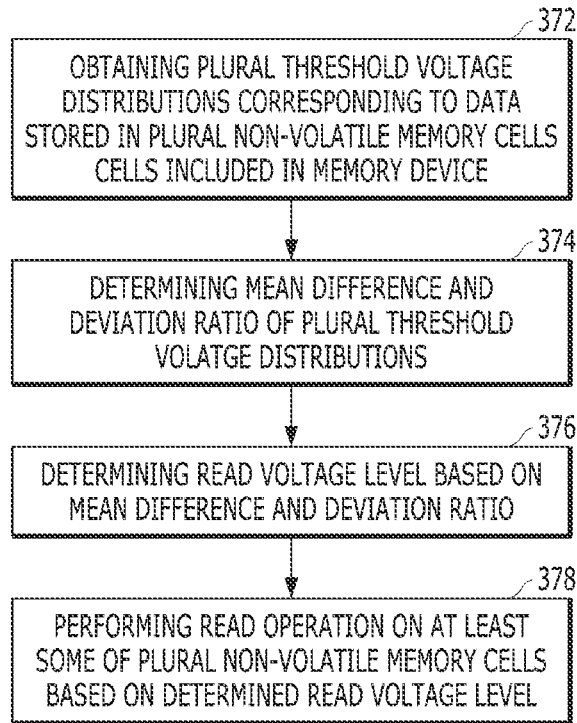 372
OBTAINING PLURAL THRESHOLD VOLTAGE
DISTRIBUTIONS CORRESPONDING TO DATA
STORED IN PLURAL NON-VOLATILE MEMORY CELLS
CELLS INCLUDED IN MEMORY DEVICE
374
DETERMINING MEAN DIFFERENCE AND
DEVIATION RATIO OF PLURAL THRESHOLD
VOLATGE DISTRIBUTIONS
376
DETERMINING READ VOLTAGE LEVEL BASED ON
MEAN DIFFERENCE AND DEVIATION RATIO
378
PERFORMING READ OPERATION ON AT LEAST
SOME OF PLURAL NON-VOLATILE MEMORY CELLS
BASED ON DETERMINED READ VOLTAGE LEVEL